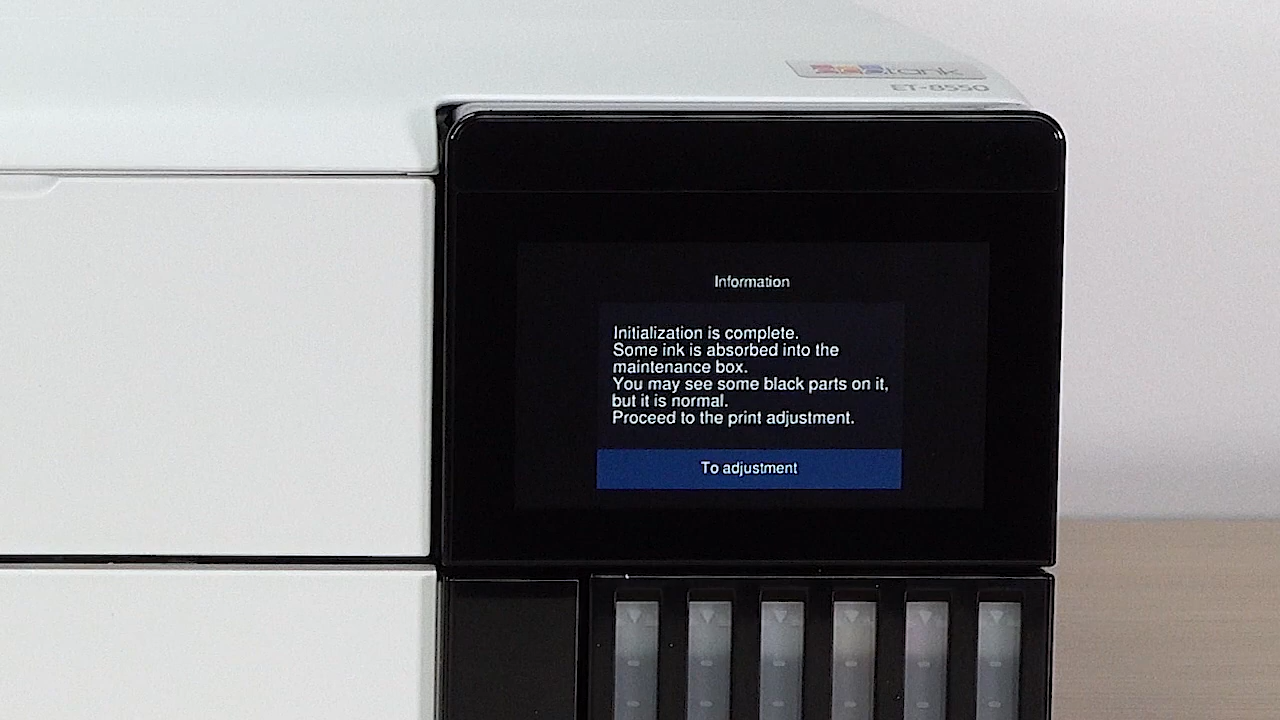 tank
ET-8550
Information
Initialization is complete.
Some ink is absorbed into the
maintenance box.
You may see some black parts on it,
but it is normal.
Proceed to the print adjustment.
To adjustment